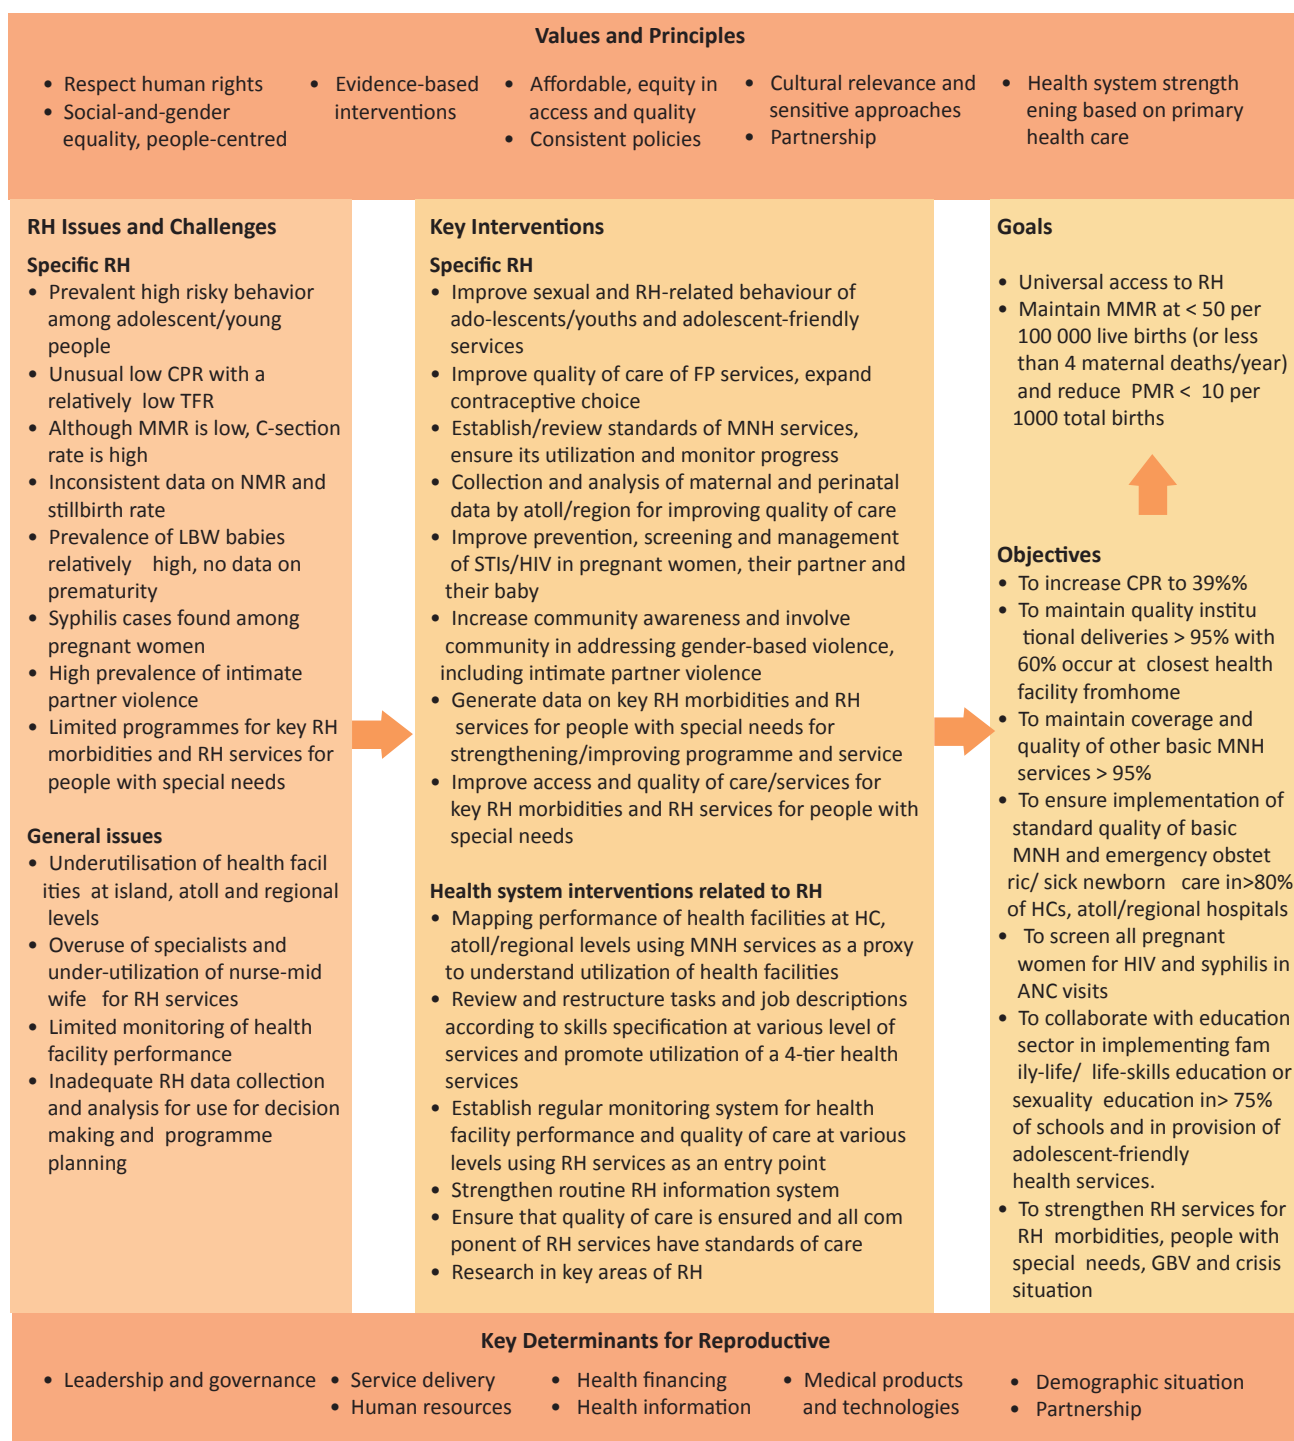 Values and Principles
• Respect human rights
• Social-and-gender
equality, people-centred
• Evidence-based
interventions
• Affordable, equity in
access and quality
• Consistent policies
• Cultural relevance and
sensitive approaches
• Partnership
• Health system strength
ening based on primary
health care
RH Issues and Challenges
Specific RH
• Prevalent high risky behavior
among adolescent/young
people
• Unusual low CPR with a
relatively low TFR
• Although MMR is low, C-section
rate is high
• Inconsistent data on NMR and
stillbirth rate
• Prevalence of LBW babies
relatively high, no data on
prematurity
• Syphilis cases found among
pregnant women
• High prevalence of intimate
partner violence
• Limited programmes for key RH
morbidities and RH services for
people with special needs
General issues
• Underutilisation of health facil
ities at island, atoll and regional
levels
• Overuse of specialists and
under-utilization of nurse-mid
wife for RH services
• Limited monitoring of health
facility performance
• Inadequate RH data collection
and analysis for use for decision
making and programme
planning
Key Interventions
Specific RH
• Improve sexual and RH-related behaviour of
ado-lescents/youths and adolescent-friendly
services
• Improve quality of care of FP services, expand
contraceptive choice
• Establish/review standards of MNH services,
ensure its utilization and monitor progress
• Collection and analysis of maternal and perinatal
data by atoll/region for improving quality of care
• Improve prevention, screening and management
of STIs/HIV in pregnant women, their partner and
their baby
• Increase community awareness and involve
community in addressing gender-based violence,
including intimate partner violence
• Generate data on key RH morbidities and RH
services for people with special needs for
strengthening/improving programme and service
• Improve access and quality of care/services for
key RH morbidities and RH services for people with
special needs
Health system interventions related to RH
• Mapping performance of health facilities at HC,
atoll/regional levels using MNH services as a proxy
to understand utilization of health facilities
• Review and restructure tasks and job descriptions
according to skills specification at various level of
services and promote utilization of a 4-tier health
services
• Establish regular monitoring system for health
facility performance and quality of care at various
levels using RH services as an entry point
• Strengthen routine RH information system
• Ensure that quality of care is ensured and all com
ponent of RH services have standards of care
• Research in key areas of RH
Goals
• Universal access to RH
• Maintain MMR at < 50 per
100 000 live births (or less
than 4 maternal deaths/year)
and reduce PMR < 10 per
1000 total births
Objectives
• To increase CPR to 39%%
• To maintain quality institu
tional deliveries > 95% with
60% occur at closest health
facility fromhome
• To maintain coverage and
quality of other basic MNH
services > 95%
• To ensure implementation of
standard quality of basic
MNH and emergency obstet
ric/ sick newborn care in>80%
of HCs, atoll/regional hospitals
• To screen all pregnant
women for HIV and syphilis in
ANC visits
• To collaborate with education
sector in implementing fam
ily-life/ life-skills education or
sexuality education in> 75%
of schools and in provision of
adolescent-friendly
health services.
• To strengthen RH services for
RH morbidities, people with
special needs, GBV and crisis
situation
Key Determinants for Reproductive
• Leadership and governance
• Service delivery
• Human resources
• Health financing
• Health information
• Medical products
and technologies
• Demographic situation
• Partnership